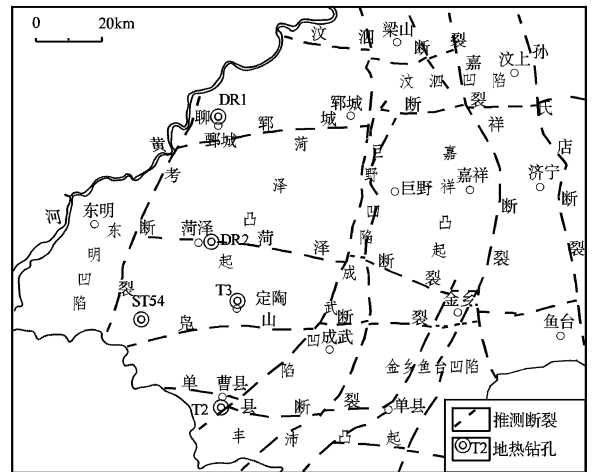 0 20km
汶泗断裂
梁山
嘉祥断裂
汶上
孙氏店断裂
汶泗凹陷
DR1
聊考断裂
鄄城
郓城断裂
郓城
黄河
菏泽凸起
巨野凹陷
巨野
嘉祥凸起
嘉祥
济宁
东明
东明凹陷
菏泽
DR2
菏泽断裂
T3
定陶
ST54
凫山断裂
成武凹陷
成武
金乡
鱼台
金乡鱼台凹陷
曹县
T2
单县断裂
单县
丰沛凸起
推测断裂
T2 地热钻孔